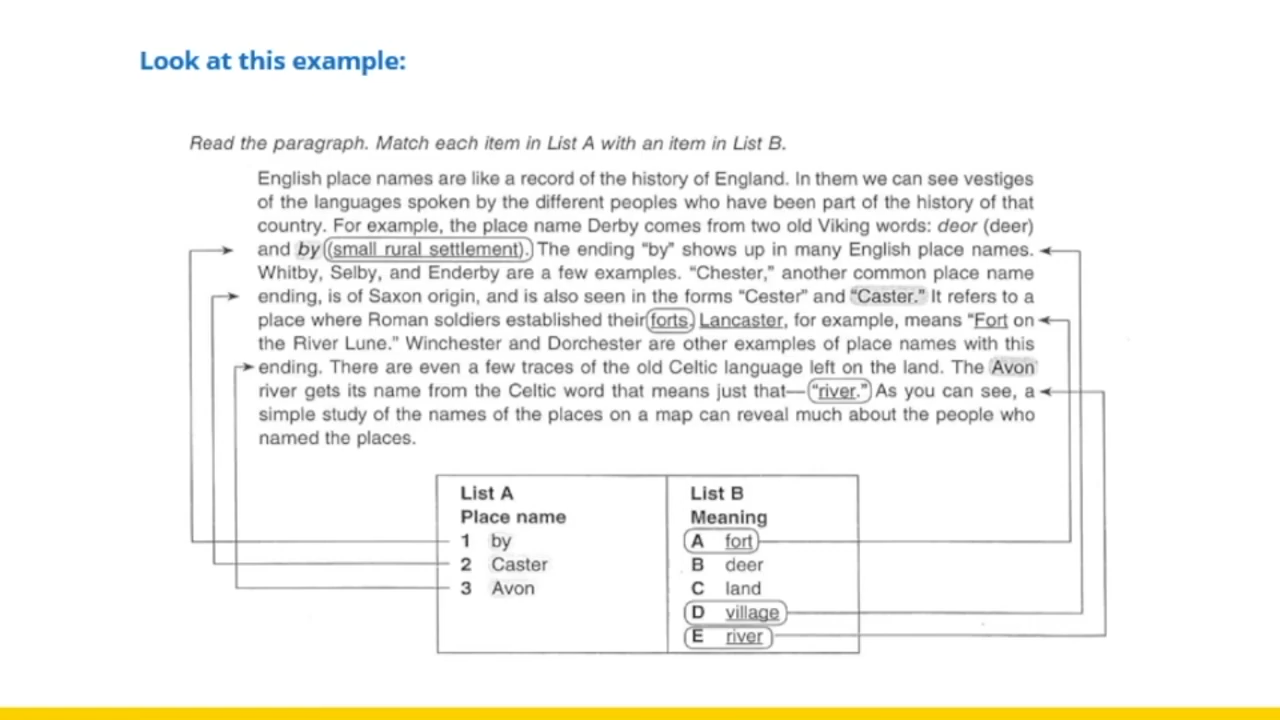 Look at this example:
Read the paragraph. Match each item in List A with an item in List B.
English place names are like a record of the history of England. In them we can see vestiges
of the languages spoken by the different peoples who have been part of the history of that
country. For example, the place name Derby comes from two old Viking words: deor (deer)
and by (small rural settlement). The ending "by" shows up in many English place names.
Whitby, Selby, and Enderby are a few examples. "Chester," another common place name
ending, is of Saxon origin, and is also seen in the forms "Cester" and "Caster." It refers to a
place where Roman soldiers established their forts. Lancaster, for example, means "Fort on
the River Lune." Winchester and Dorchester are other examples of place names with this
ending. There are even a few traces of the old Celtic language left on the land. The Avon
river gets its name from the Celtic word that means just that—"river." As you can see, a
simple study of the names of the places on a map can reveal much about the people who
named the places.
List A
Place name
1 by
2 Caster
3 Avon
List B
Meaning
A fort
B deer
C land
D village
E river